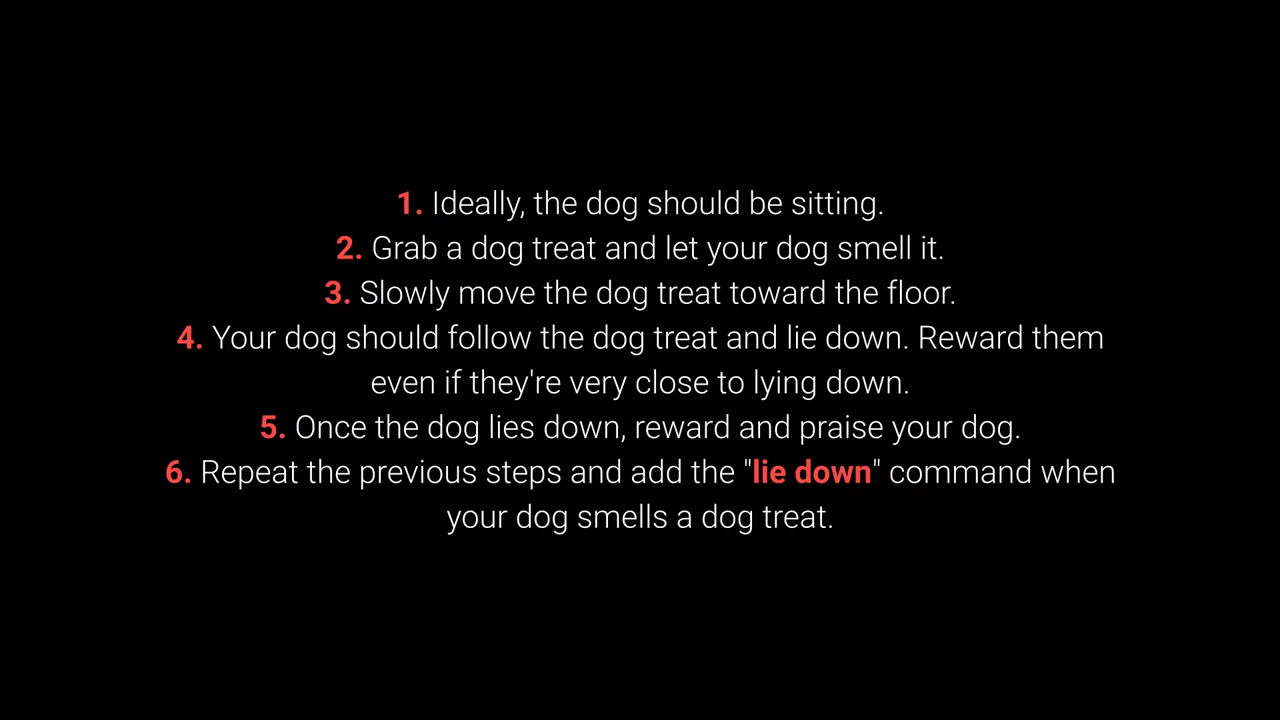 1. Ideally, the dog should be sitting.
2. Grab a dog treat and let your dog smell it.
3. Slowly move the dog treat toward the floor.
4. Your dog should follow the dog treat and lie down. Reward them
even if they're very close to lying down.
5. Once the dog lies down, reward and praise your dog.
6. Repeat the previous steps and add the "lie down" command when
your dog smells a dog treat.